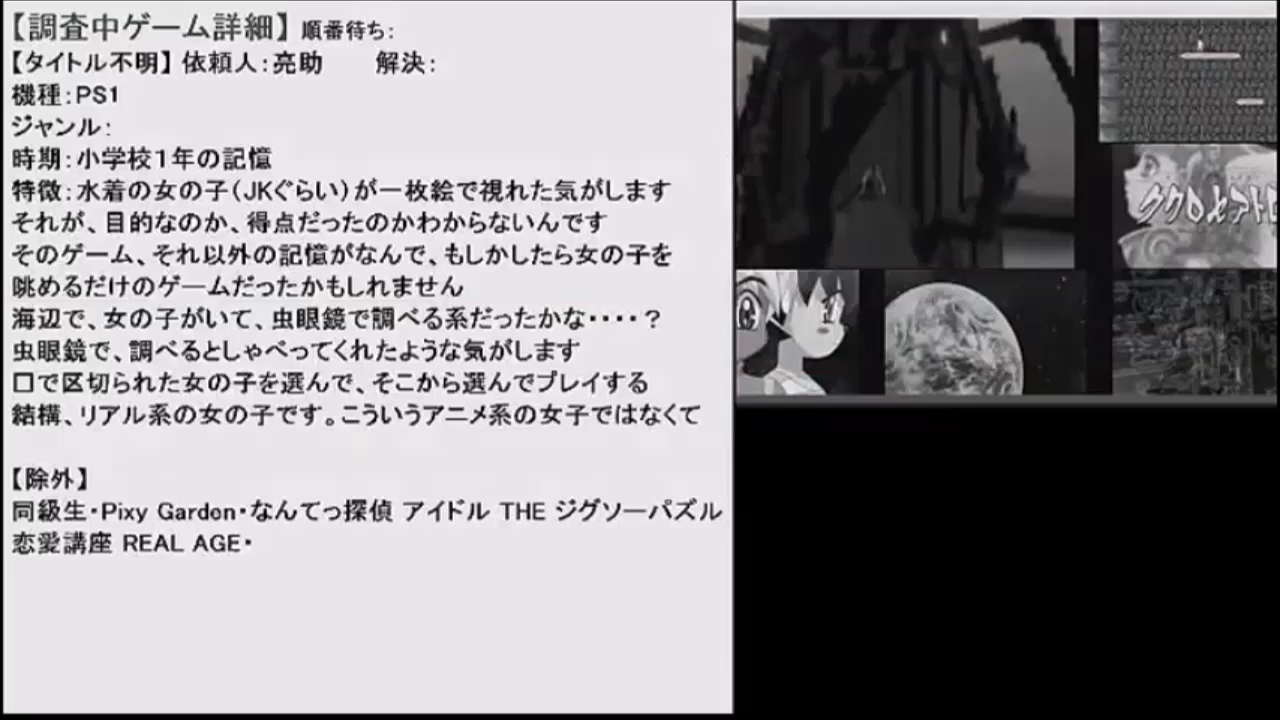 【調査中ゲーム詳細】 順番待ち:
【タイトル不明】 依頼人:亮助　　解決:
機種:PS1
ジャンル:
時期:小学校1年の記憶
特徴:水着の女の子(JKぐらい)が一枚絵で視れた気がします
それが、目的なのか、得点だったのかわからないんです
そのゲーム、それ以外の記憶がなんで、もしかしたら女の子を
眺めるだけのゲームだったかもしれません
海辺で、女の子がいて、虫眼鏡で調べる系だったかな・・・・?
虫眼鏡で、調べるとしゃべってくれたような気がします
口で区切られた女の子を選んで、そこから選んでプレイする
結構、リアル系の女の子です。こういうアニメ系の女子ではなくて
【除外】
同級生・Pixy Garden・なんてっ探偵 アイドル THE ジグソーパズル
恋愛講座 REAL AGE・
ククロセアトロ